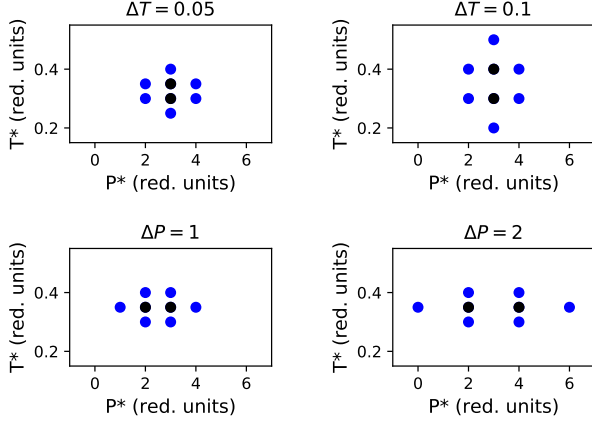 ΔT = 0.05
0.4
0.2
T* (red. units)
0 2 4 6
P* (red. units)
ΔT = 0.1
0.4
0.2
T* (red. units)
0 2 4 6
P* (red. units)
ΔP = 1
0.4
0.2
T* (red. units)
0 2 4 6
P* (red. units)
ΔP = 2
0.4
0.2
T* (red. units)
0 2 4 6
P* (red. units)